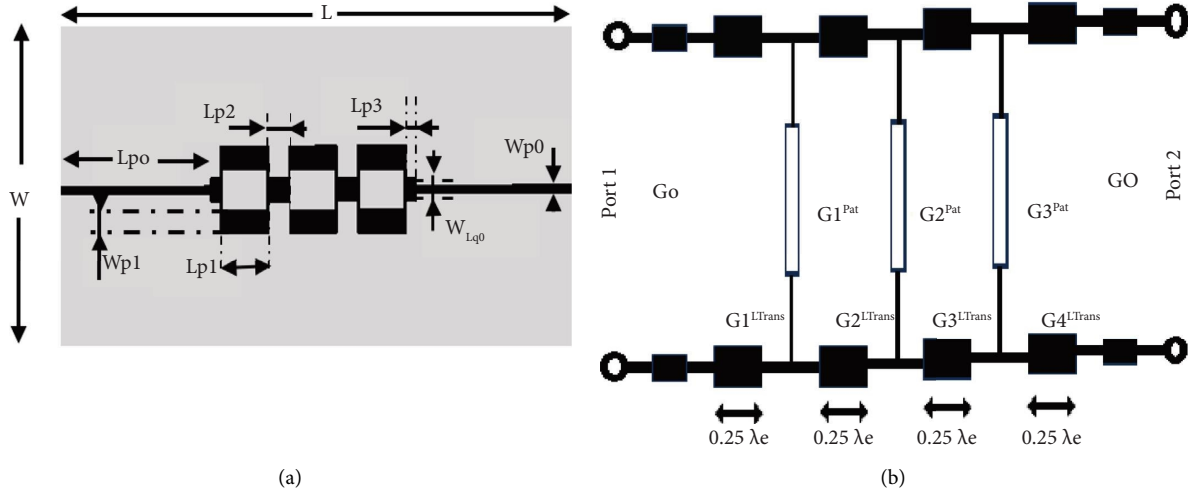 L
W
Lp2
Lp3
Lpo
Wp0
Wp1
Lp1
W_Lq0
(a)
Port 1
Go
G1^Pat
G2^Pat
G3^Pat
GO
Port 2
G1^LTrans
G2^LTrans
G3^LTrans
G4^LTrans
0.25 λe
0.25 λe
0.25 λe
0.25 λe
(b)